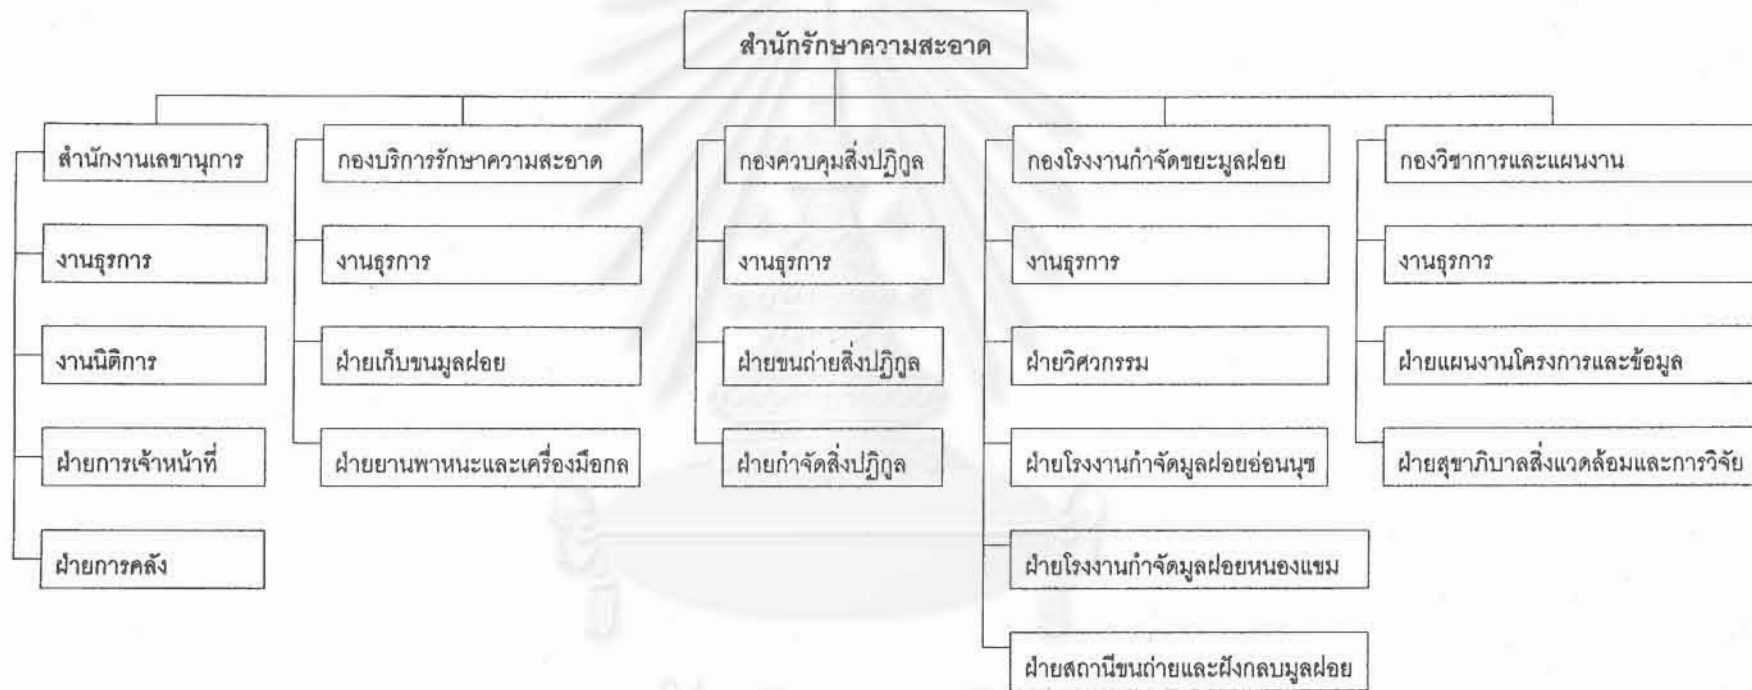 สำนักรักษาความสะอาด
สำนักงานเลขานุการ
งานธุรการ
งานนิติการ
ฝ่ายการเจ้าหน้าที่
ฝ่ายการคลัง
กองบริการรักษาความสะอาด
งานธุรการ
ฝ่ายเก็บขนมูลฝอย
ฝ่ายยานพาหนะและเครื่องมือกล
กองควบคุมสิ่งปฏิกูล
งานธุรการ
ฝ่ายขนถ่ายสิ่งปฏิกูล
ฝ่ายกำจัดสิ่งปฏิกูล
กองโรงงานกำจัดขยะมูลฝอย
งานธุรการ
ฝ่ายวิศวกรรม
ฝ่ายโรงงานกำจัดมูลฝอยอ่อนนุช
ฝ่ายโรงงานกำจัดมูลฝอยหนองแขม
ฝ่ายสถานีขนถ่ายและฝังกลบมูลฝอย
กองวิชาการและแผนงาน
งานธุรการ
ฝ่ายแผนงานโครงการและข้อมูล
ฝ่ายสุขาภิบาลสิ่งแวดล้อมและการวิจัย